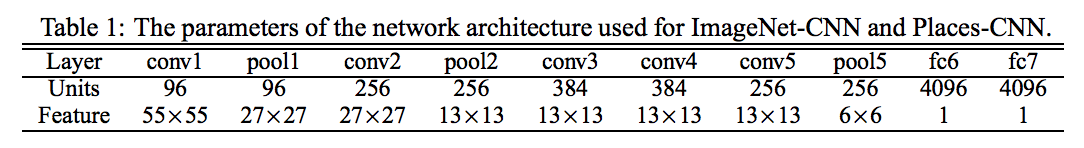 Table 1: The parameters of the network architecture used for ImageNet-CNN and Places-CNN.
Layer conv1 pool1 conv2 pool2 conv3 conv4 conv5 pool5 fc6 fc7
Units 96 96 256 256 384 384 256 256 4096 4096
Feature 55×55 27×27 27×27 13×13 13×13 13×13 13×13 6×6 1 1